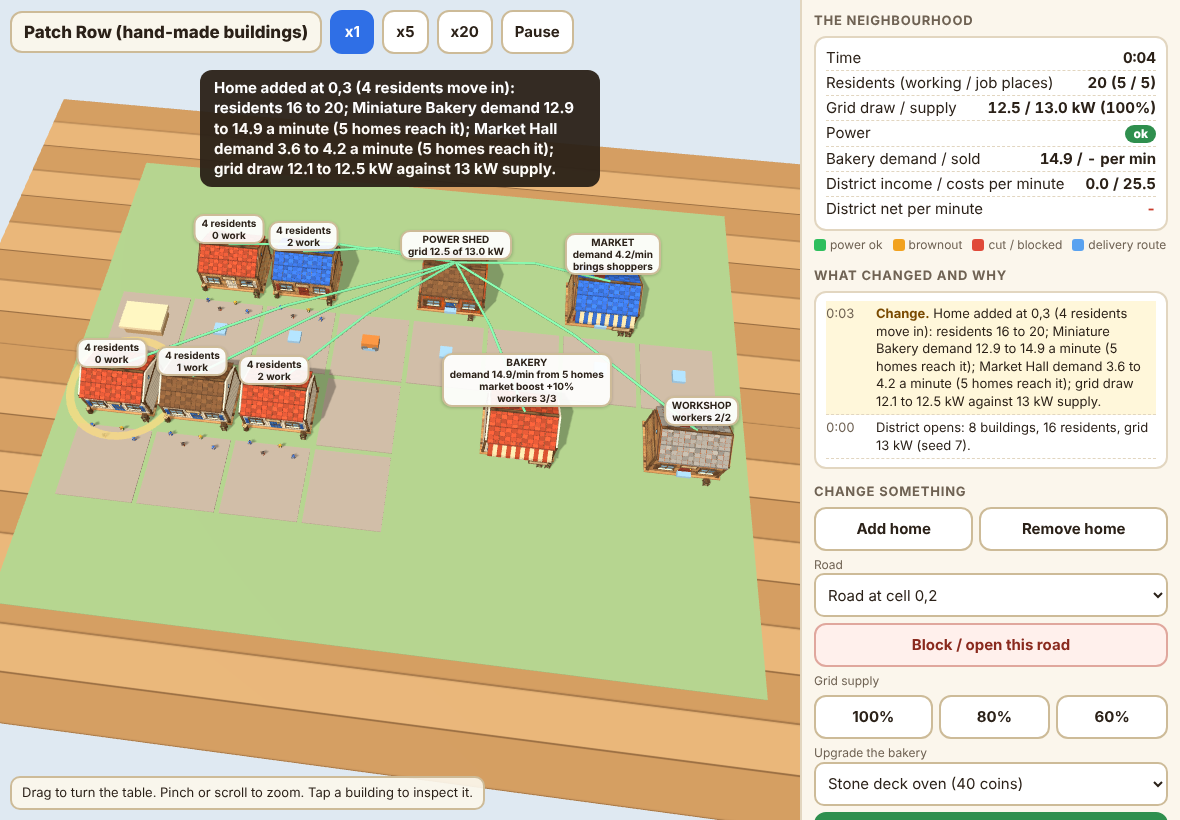 Patch Row (hand-made buildings)
x1
x5
x20
Pause
Home added at 0,3 (4 residents move in):
residents 16 to 20; Miniature Bakery demand 12.9
to 14.9 a minute (5 homes reach it); Market Hall
demand 3.6 to 4.2 a minute (5 homes reach it);
grid draw 12.1 to 12.5 kW against 13 kW supply.
4 residents
0 work
4 residents
2 work
POWER SHED
grid 12.5 of 13.0 kW
MARKET
demand 4.2/min
brings shoppers
4 residents
0 work
4 residents
1 work
4 residents
2 work
BAKERY
demand 14.9/min from 5 homes
market boost +10%
workers 3/3
WORKSHOP
workers 2/2
Drag to turn the table. Pinch or scroll to zoom. Tap a building to inspect it.
THE NEIGHBOURHOOD
Time 0:04
Residents (working / job places) 20 (5 / 5)
Grid draw / supply 12.5 / 13.0 kW (100%)
Power ok
Bakery demand / sold 14.9 / - per min
District income / costs per minute 0.0 / 25.5
District net per minute -
power ok brownout cut / blocked delivery route
WHAT CHANGED AND WHY
0:03 Change. Home added at 0,3 (4 residents
move in): residents 16 to 20; Miniature
Bakery demand 12.9 to 14.9 a minute (5
homes reach it); Market Hall demand 3.6 to
4.2 a minute (5 homes reach it); grid draw
12.1 to 12.5 kW against 13 kW supply.
0:00 District opens: 8 buildings, 16 residents, grid
13 kW (seed 7).
CHANGE SOMETHING
Add home
Remove home
Road
Road at cell 0,2
Block / open this road
Grid supply
100%
80%
60%
Upgrade the bakery
Stone deck oven (40 coins)